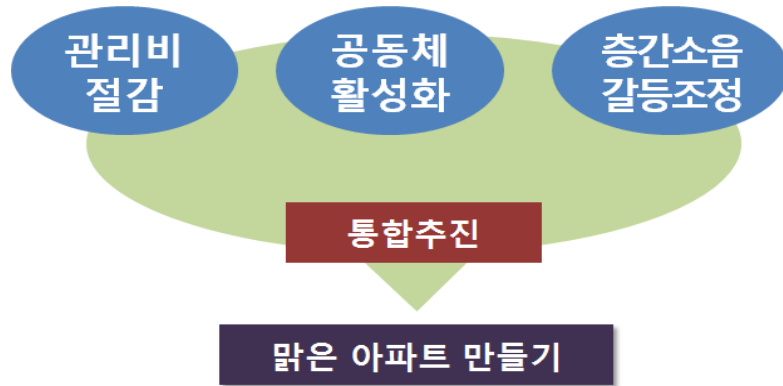 관리비
절감
공동체
활성화
층간소음
갈등조정
통합추진
맑은 아파트 만들기